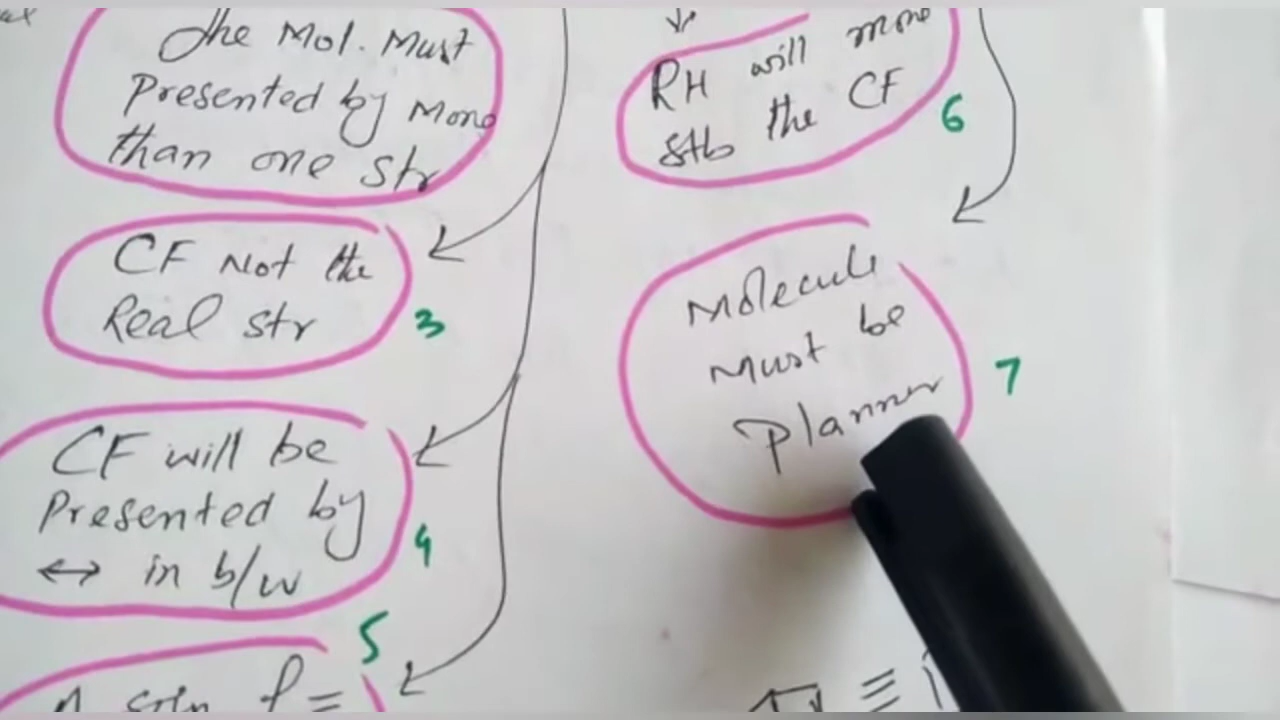 The Mol. Must
Presented by More
than one str
CF Not the
Real str
3
CF will be
Presented by
↔ in b/w
4
5
RH will more
stb the CF
6
Molecule
Must be
Planner
7